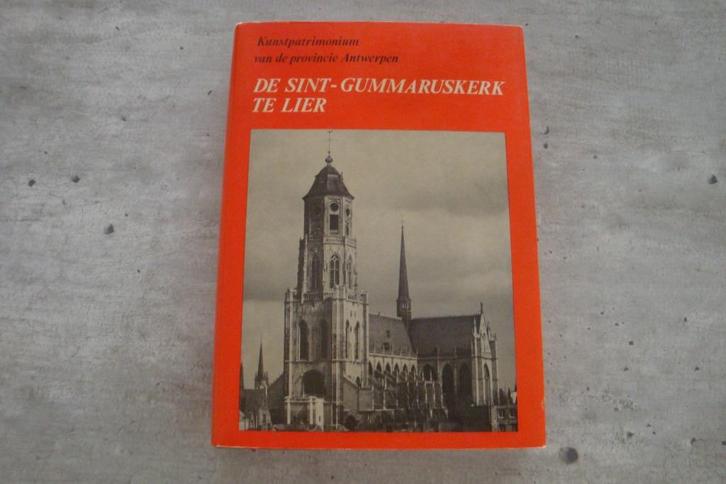 Kunstpatrimonium
van de provincie Antwerpen
DE SINT-GUMMARUSKERK
TE LIER